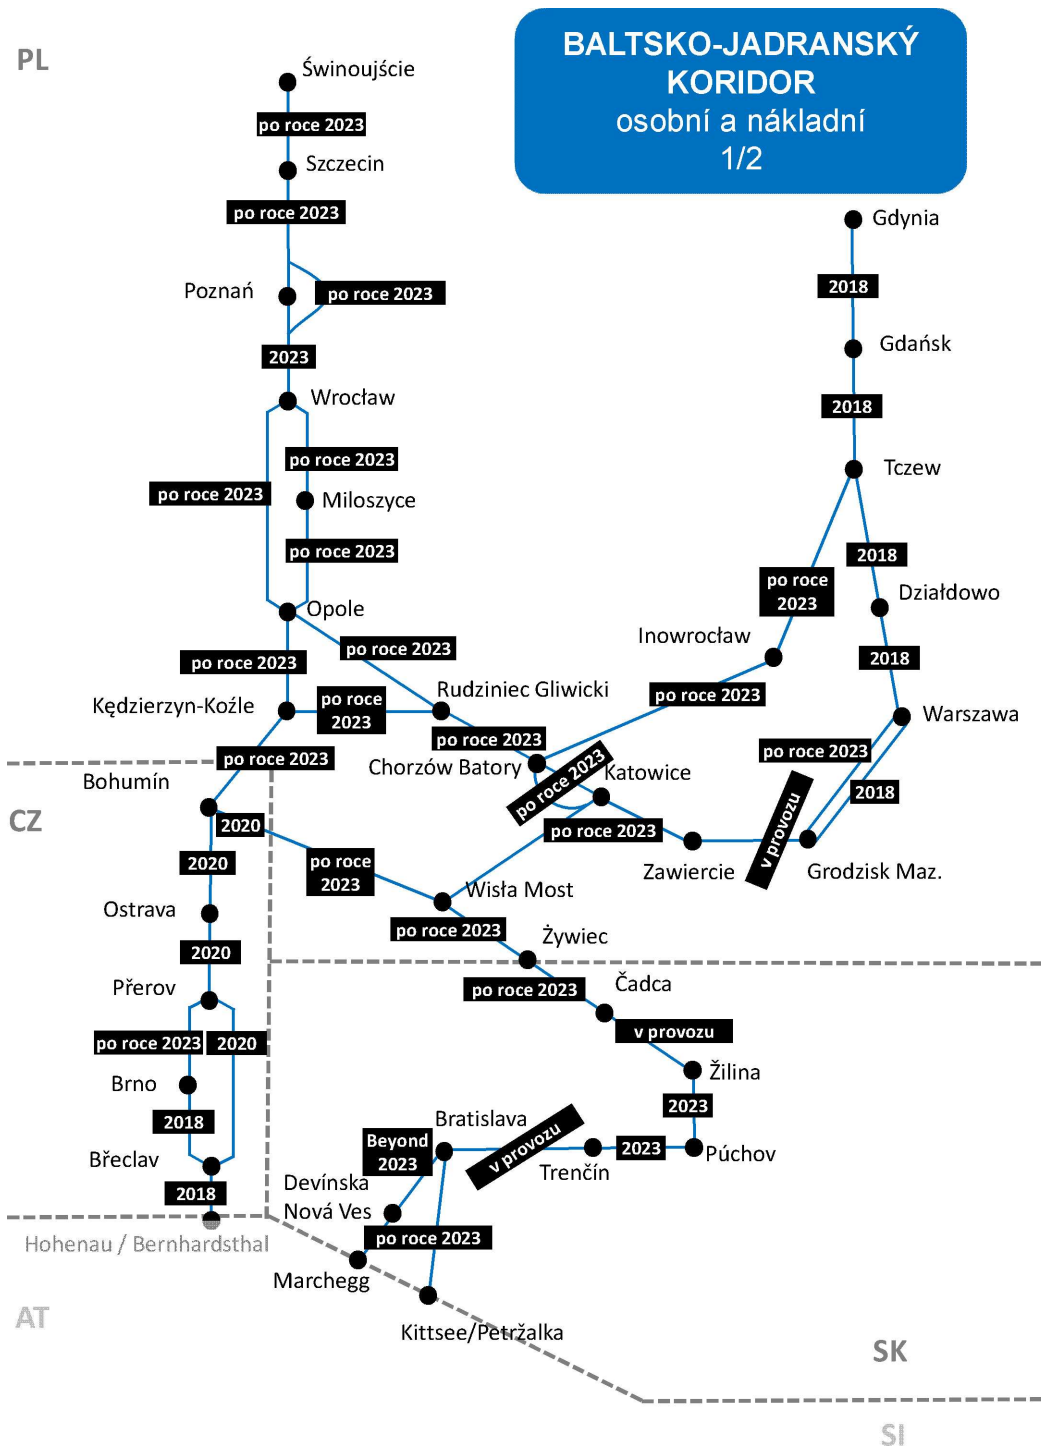 PL
BALTSKO-JADRANSKÝ
KORIDOR
osobní a nákladní
1/2
Świnoujście
po roce 2023
Szczecin
po roce 2023
Gdynia
Poznań
po roce 2023
2018
2023
Gdańsk
Wrocław
2018
po roce 2023
po roce 2023
Miloszyce
Tczew
po roce 2023
2018
po roce
2023
Działdowo
Opole
Inowrocław
po roce 2023
po roce 2023
2018
Rudziniec Gliwicki
po roce 2023
Kędzierzyn-Koźle
po roce
2023
Warszawa
po roce 2023
po roce 2023
po roce 2023
Chorzów Batory
po roce 2023
Katowice
Bohumín
2018
CZ
2020
po roce 2023
v provozu
2020
po roce
2023
Zawiercie
Grodzisk Maz.
Wisła Most
Ostrava
po roce 2023
Żywiec
2020
Přerov
po roce 2023
Čadca
po roce 2023
2020
v provozu
Brno
Žilina
2018
2023
Bratislava
Beyond
2023
v provozu
2023
Púchov
Břeclav
Trenčín
2018
Devínska
Nová Ves
Hohenau / Bernhardsthal
po roce 2023
Marchegg
AT
Kittsee/Petržalka
SK
SI